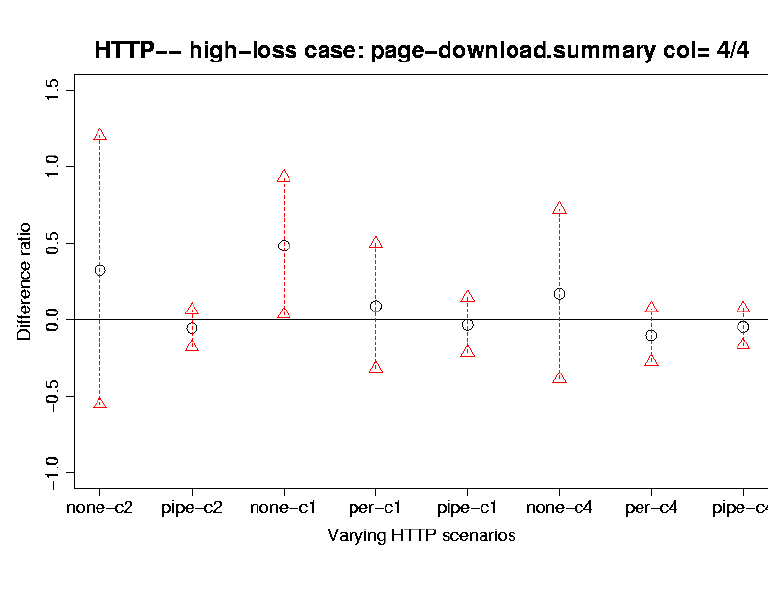 HTTP−− high−loss case: page−download.summary col= 4/4
1.5
1.0
0.5
0.0
−0.5
−1.0
Difference ratio
none−c2 pipe−c2 none−c1 per−c1 pipe−c1 none−c4 per−c4 pipe−c4
Varying HTTP scenarios